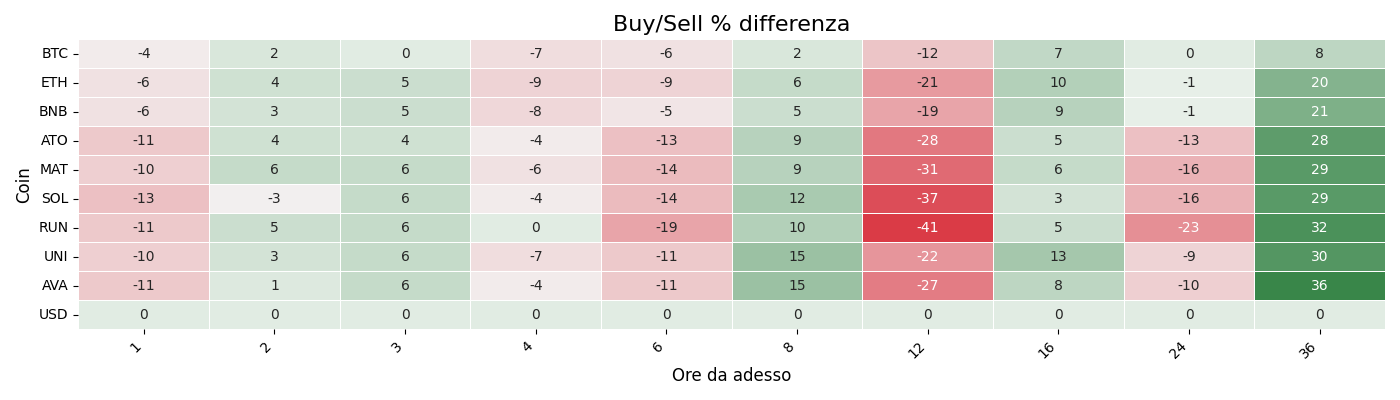 Buy/Sell % differenza
Coin
BTC -4 2 0 -7 -6 2 -12 7 0 8
ETH -6 4 5 -9 -9 6 -21 10 -1 20
BNB -6 3 5 -8 -5 5 -19 9 -1 21
ATO -11 4 4 -4 -13 9 -28 5 -13 28
MAT -10 6 6 -6 -14 9 -31 6 -16 29
SOL -13 -3 6 -4 -14 12 -37 3 -16 29
RUN -11 5 6 0 -19 10 -41 5 -23 32
UNI -10 3 6 -7 -11 15 -22 13 -9 30
AVA -11 1 6 -4 -11 15 -27 8 -10 36
USD 0 0 0 0 0 0 0 0 0 0
1 2 3 4 6 8 12 16 24 36
Ore da adesso